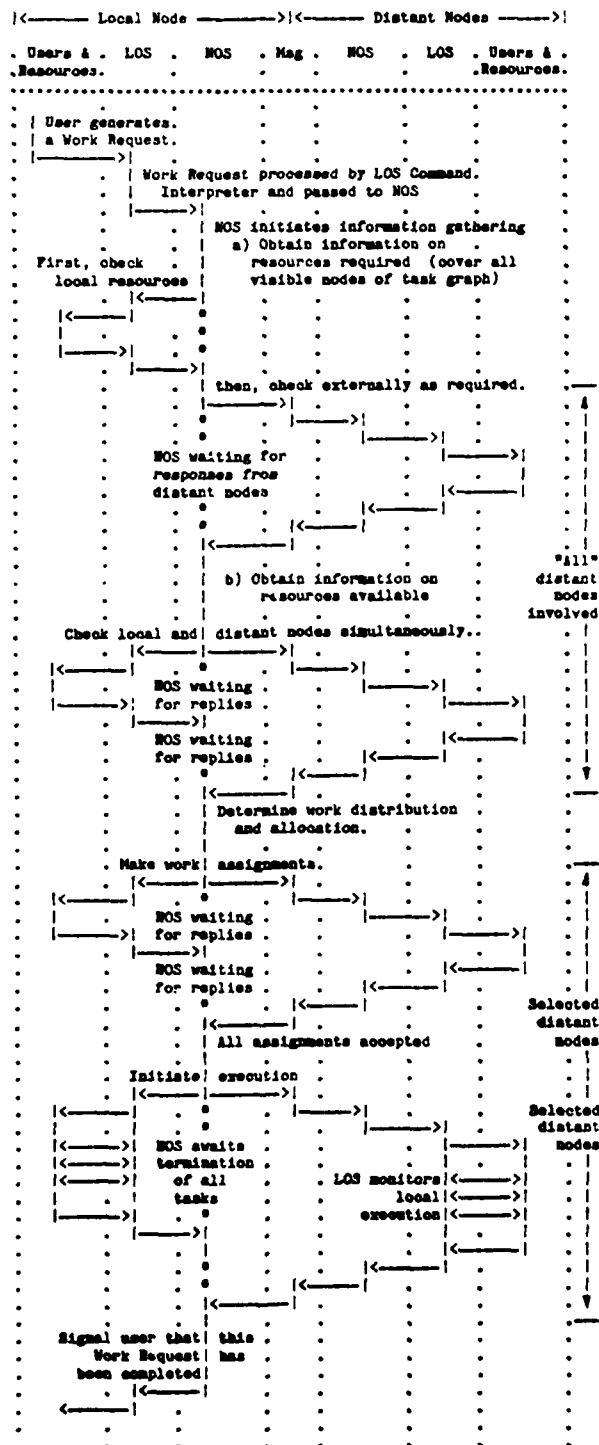 |<—— Local Node ——>|<—— Distant Nodes ——>|
Users & LOS NOS Msg NOS LOS Users &
Resources. Resources.
User generates
a Work Request.
Work Request processed by LOS Command
Interpreter and passed to NOS
NOS initiates information gathering
a) Obtain information on
First, check resources required (cover all
local resources visible nodes of task graph)
then, check externally as required.
NOS waiting for
responses from
distant nodes
"All"
b) Obtain information on distant
resources available nodes
involved
Check local and distant nodes simultaneously.
NOS waiting
for replies
NOS waiting
for replies
Determine work distribution
and allocation.
Make work assignments.
NOS waiting
for replies
NOS waiting
for replies
Selected
distant
All assignments accepted nodes
Initiate execution
Selected
distant
NOS awaits nodes
termination
of all LOS monitors
tasks local
execution
Signal user that this
Work Request has
been completed